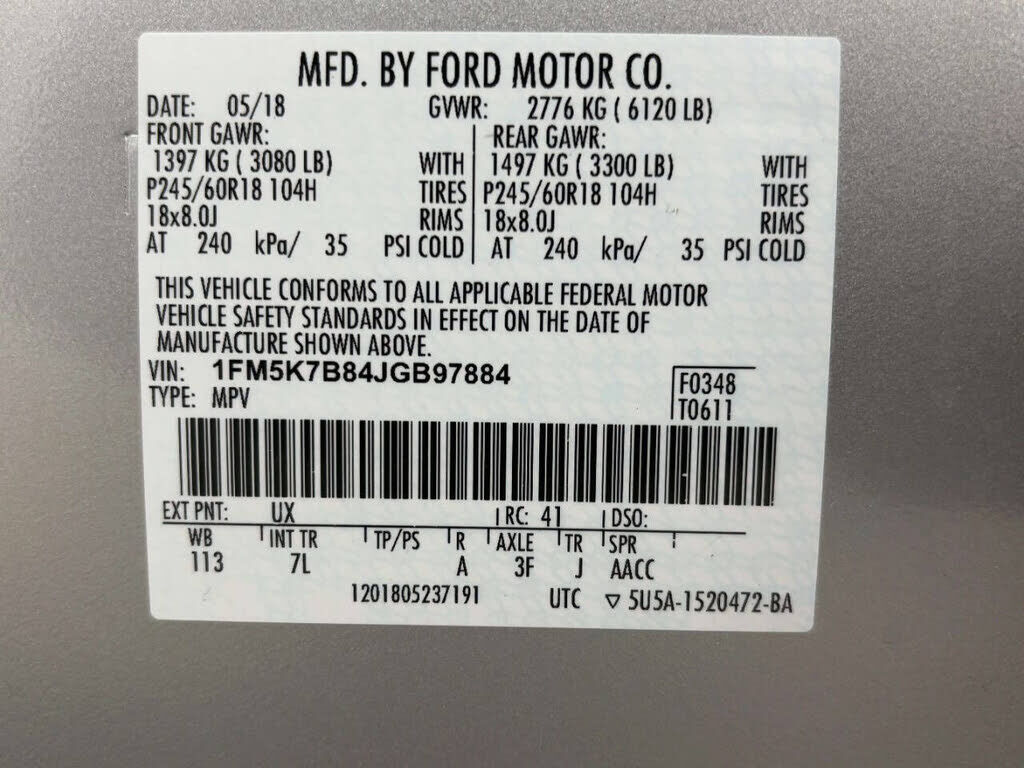 MFD. BY FORD MOTOR CO.
DATE: 05/18 GVWR: 2776 KG ( 6120 LB)
FRONT GAWR: REAR GAWR:
1397 KG ( 3080 LB) WITH 1497 KG ( 3300 LB) WITH
P245/60R18 104H TIRES P245/60R18 104H TIRES
18x8.0J RIMS 18x8.0J RIMS
AT 240 kPa/ 35 PSI COLD AT 240 kPa/ 35 PSI COLD
THIS VEHICLE CONFORMS TO ALL APPLICABLE FEDERAL MOTOR
VEHICLE SAFETY STANDARDS IN EFFECT ON THE DATE OF
MANUFACTURE SHOWN ABOVE.
VIN: 1FM5K7B84JGB97884 F0348
TYPE: MPV T0611
EXT PNT: UX RC: 41 DSO:
WB INT TR TP/PS R AXLE TR SPR
113 7L A 3F J AACC
1201805237191 UTC ▽ 5U5A-1520472-BA